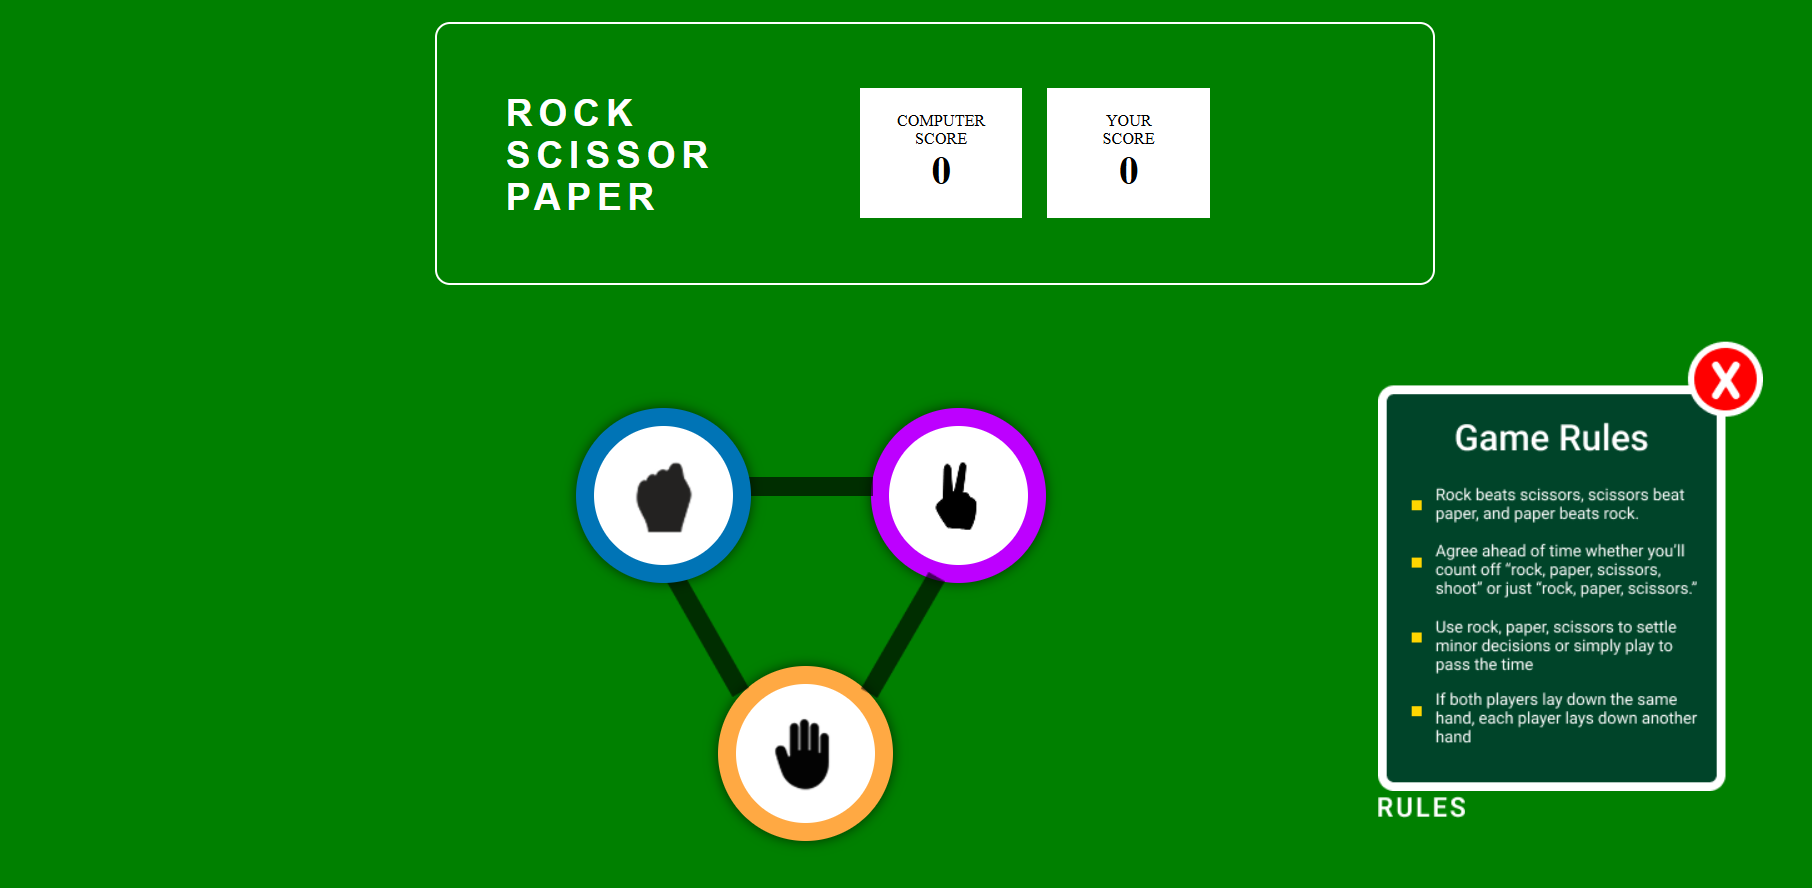 ROCK
SCISSOR
PAPER
COMPUTER
SCORE
0
YOUR
SCORE
0
X
Game Rules
Rock beats scissors, scissors beat
paper, and paper beats rock.
Agree ahead of time whether you’ll
count off “rock, paper, scissors,
shoot” or just “rock, paper, scissors.”
Use rock, paper, scissors to settle
minor decisions or simply play to
pass the time
If both players lay down the same
hand, each player lays down another
hand
RULES